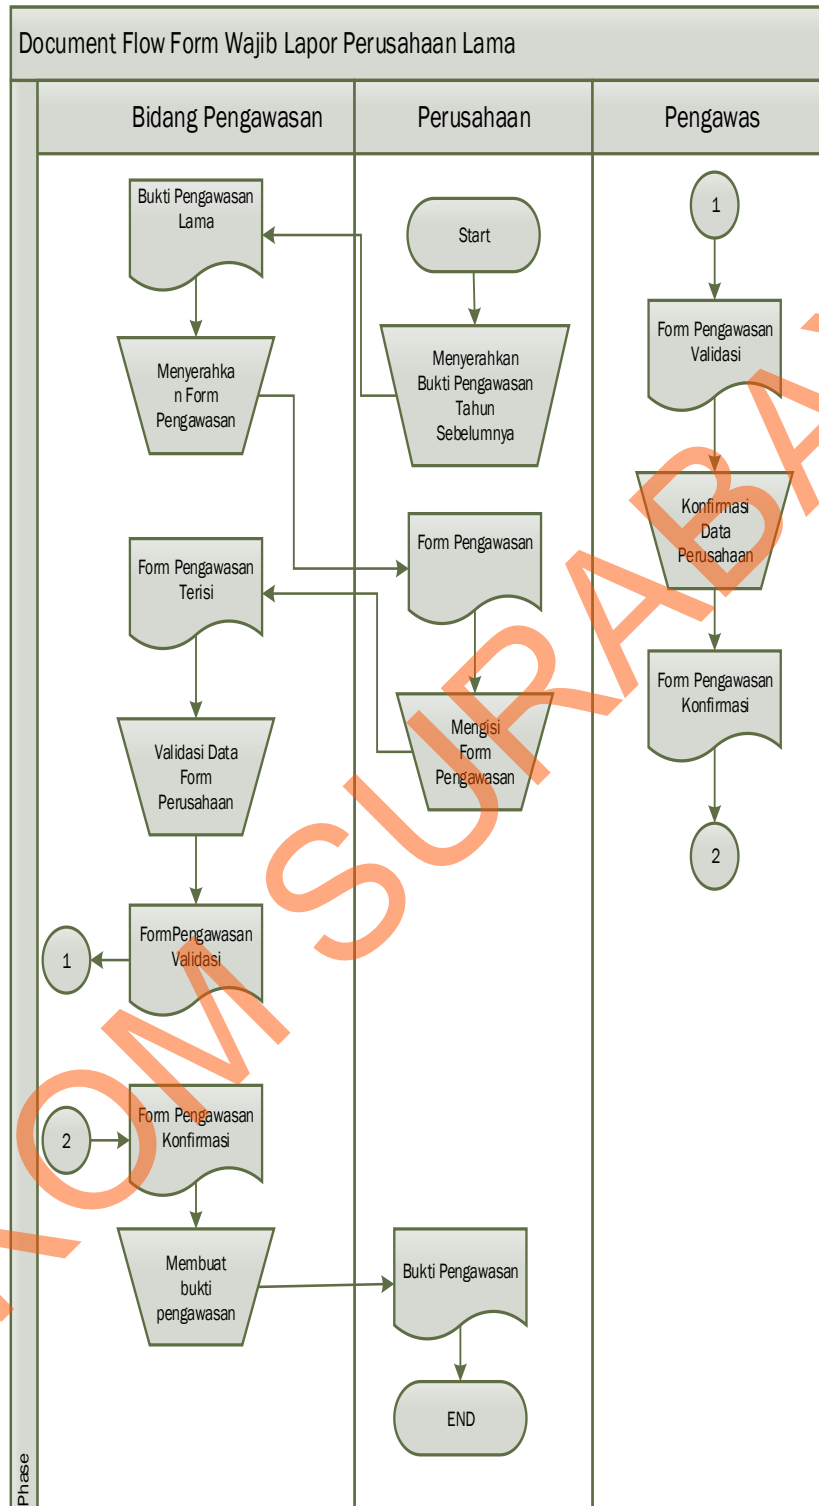 Document Flow Form Wajib Lapor Perusahaan Lama
Bidang Pengawasan
Perusahaan
Pengawas
Bukti Pengawasan
Lama
Menyerahka
n Form
Pengawasan
Form Pengawasan
Terisi
Validasi Data
Form
Perusahaan
FormPengawasan
Validasi
1
2
Form Pengawasan
Konfirmasi
Membuat
bukti
pengawasan
Start
Menyerahkan
Bukti Pengawasan
Tahun
Sebelumnya
Form Pengawasan
Mengisi
Form
Pengawasan
Bukti Pengawasan
END
1
Form Pengawasan
Validasi
Konfirmasi
Data
Perusahaan
Form Pengawasan
Konfirmasi
2
Phase
OM SURABA